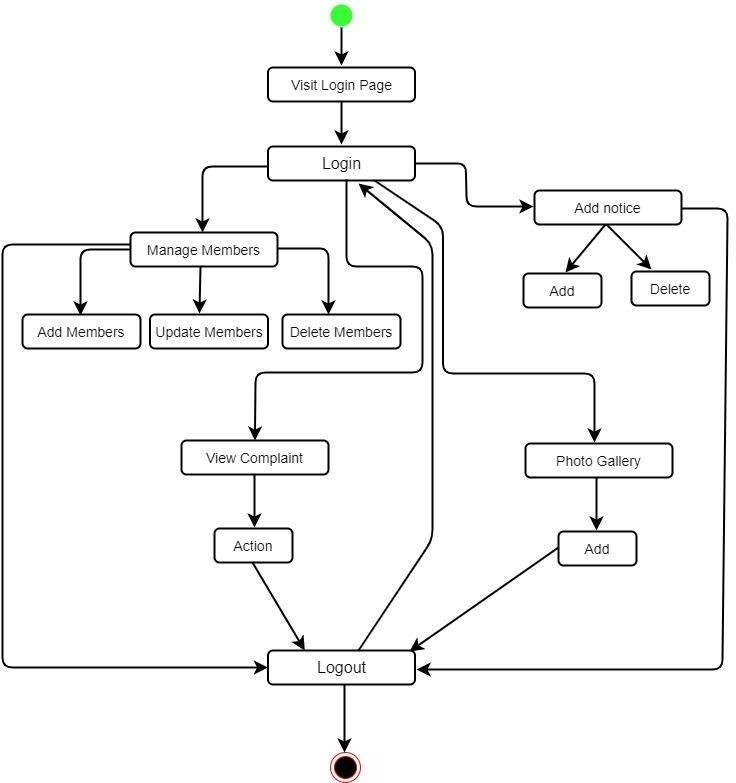 Visit Login Page
Login
Add notice
Manage Members
Add
Delete
Add Members
Update Members
Delete Members
View Complaint
Photo Gallery
Action
Add
Logout